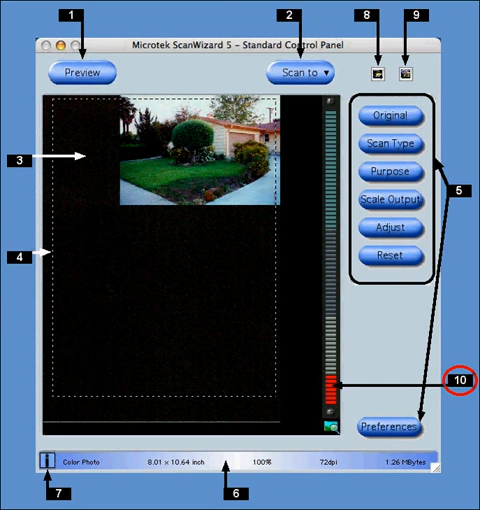 1
2
8
9
Microtek ScanWizard 5 - Standard Control Panel
Preview
Scan to
Original
Scan Type
3
Purpose
5
Scale Output
Adjust
4
Reset
10
Preferences
i Color Photo 8.01 x 10.64 inch 100% 72dpi 1.26 MBytes
7
6